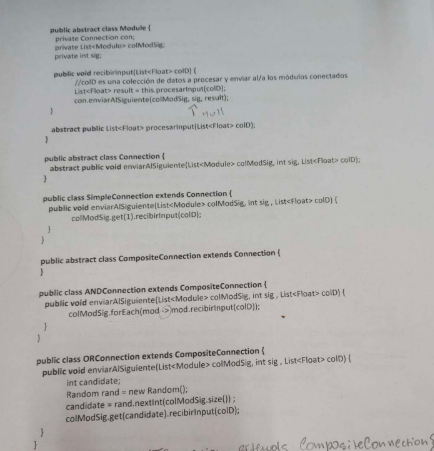 public abstract class Module {
private Connection con;
private List<Module> colModSig;
private int sig;
public void recibirInput(List<Float> colD) {
//colD es una colección de datos a procesar y enviar al/a los módulos conectados
List<Float> result = this.procesarInput(colD);
con.enviarAlSiguiente(colModSig, sig, result);
}
null
abstract public List<Float> procesarInput(List<Float> colD);
}
public abstract class Connection {
abstract public void enviarAlSiguiente(List<Module> colModSig, int sig, List<Float> colD);
}
public class SimpleConnection extends Connection {
public void enviarAlSiguiente(List<Module> colModSig, int sig , List<Float> colD) {
colModSig.get(1).recibirInput(colD);
}
}
public abstract class CompositeConnection extends Connection {
}
public class ANDConnection extends CompositeConnection {
public void enviarAlSiguiente(List<Module> colModSig, int sig , List<Float> colD) {
colModSig.forEach(mod -> mod.recibirInput(colD));
}
}
public class ORConnection extends CompositeConnection {
public void enviarAlSiguiente(List<Module> colModSig, int sig , List<Float> colD) {
int candidate;
Random rand = new Random();
candidate = rand.nextInt(colModSig.size()) ;
colModSig.get(candidate).recibirInput(colD);
}
}
CompositeConnection {